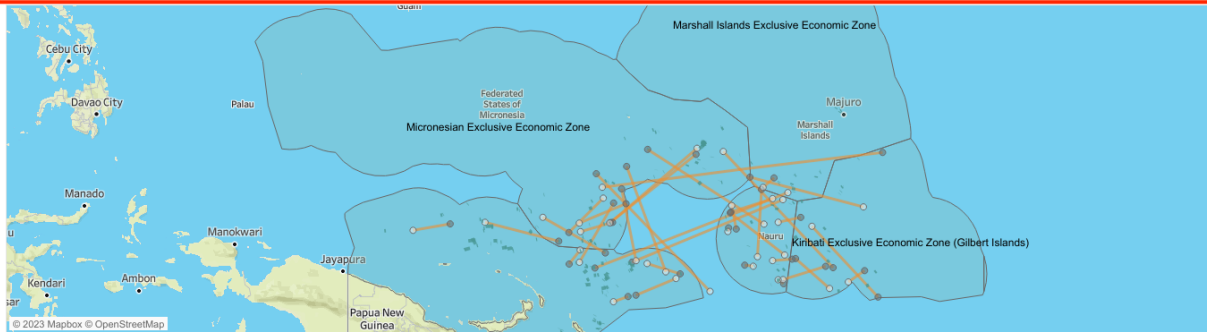 Guam
Marshall Islands Exclusive Economic Zone
Cebu City
Federated
States of
Micronesia
Davao City
Palau
Majuro
Micronesian Exclusive Economic Zone
Marshall
Islands
Manado
u
Manokwari
Nauru
Kiribati Exclusive Economic Zone (Gilbert Islands)
Jayapura
Kendari
Ambon
sar
Papua New
Guinea
© 2023 Mapbox © OpenStreetMap